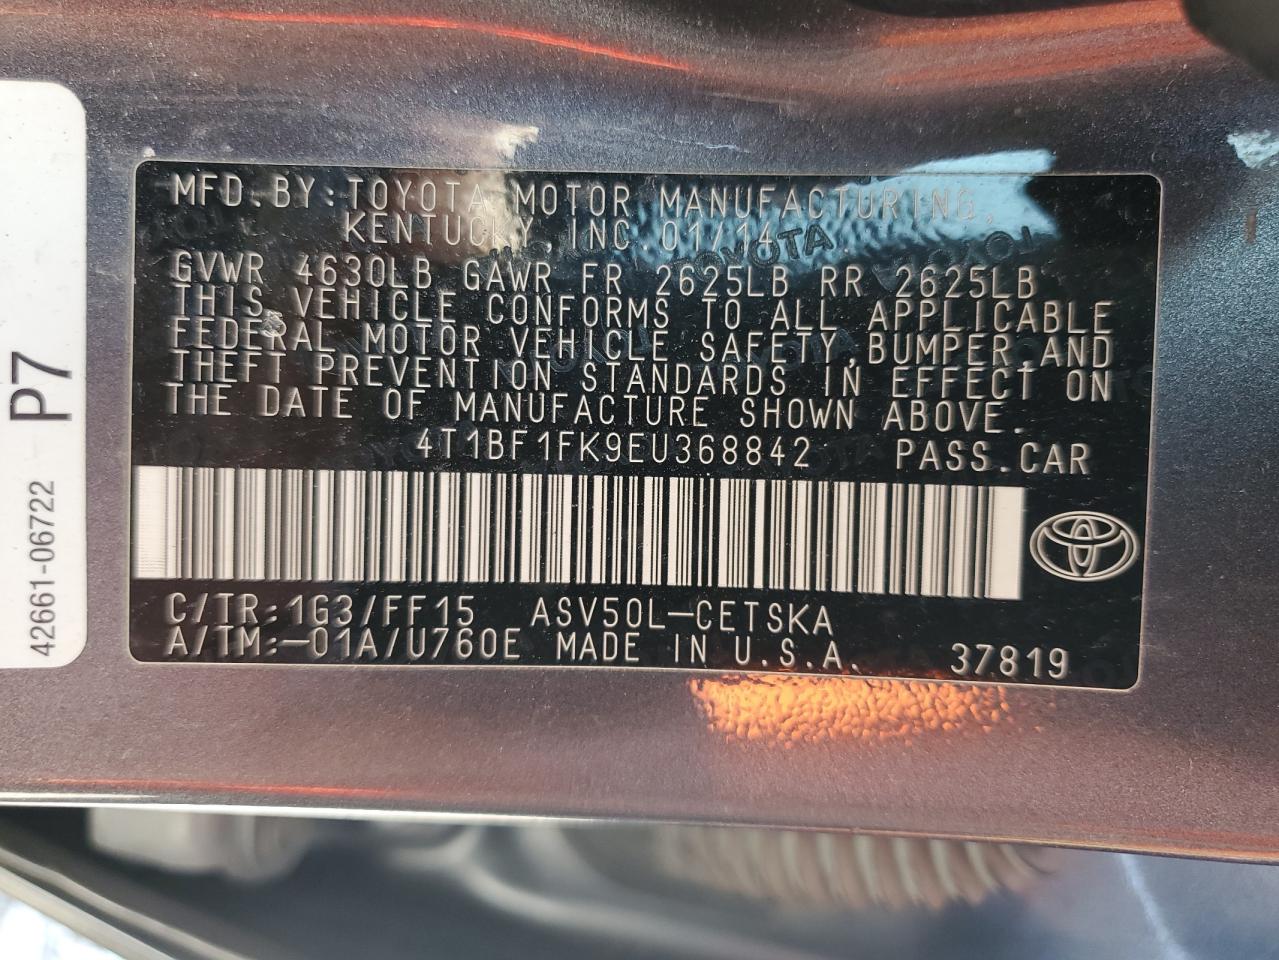 MFD.BY:TOYOTA MOTOR MANUFACTURING,
KENTUCKY,INC.01/14
GVWR 4630LB GAWR FR 2625LB RR 2625LB
THIS VEHICLE CONFORMS TO ALL APPLICABLE
FEDERAL MOTOR VEHICLE SAFETY,BUMPER,AND
THEFT PREVENTION STANDARDS IN EFFECT ON
THE DATE OF MANUFACTURE SHOWN ABOVE.
4T1BF1FK9EU368842 PASS.CAR
C/TR:1G3/FF15 ASV50L-CETSKA
A/TM:-01A/U760E MADE IN U.S.A. 37819
P7
42661-06722